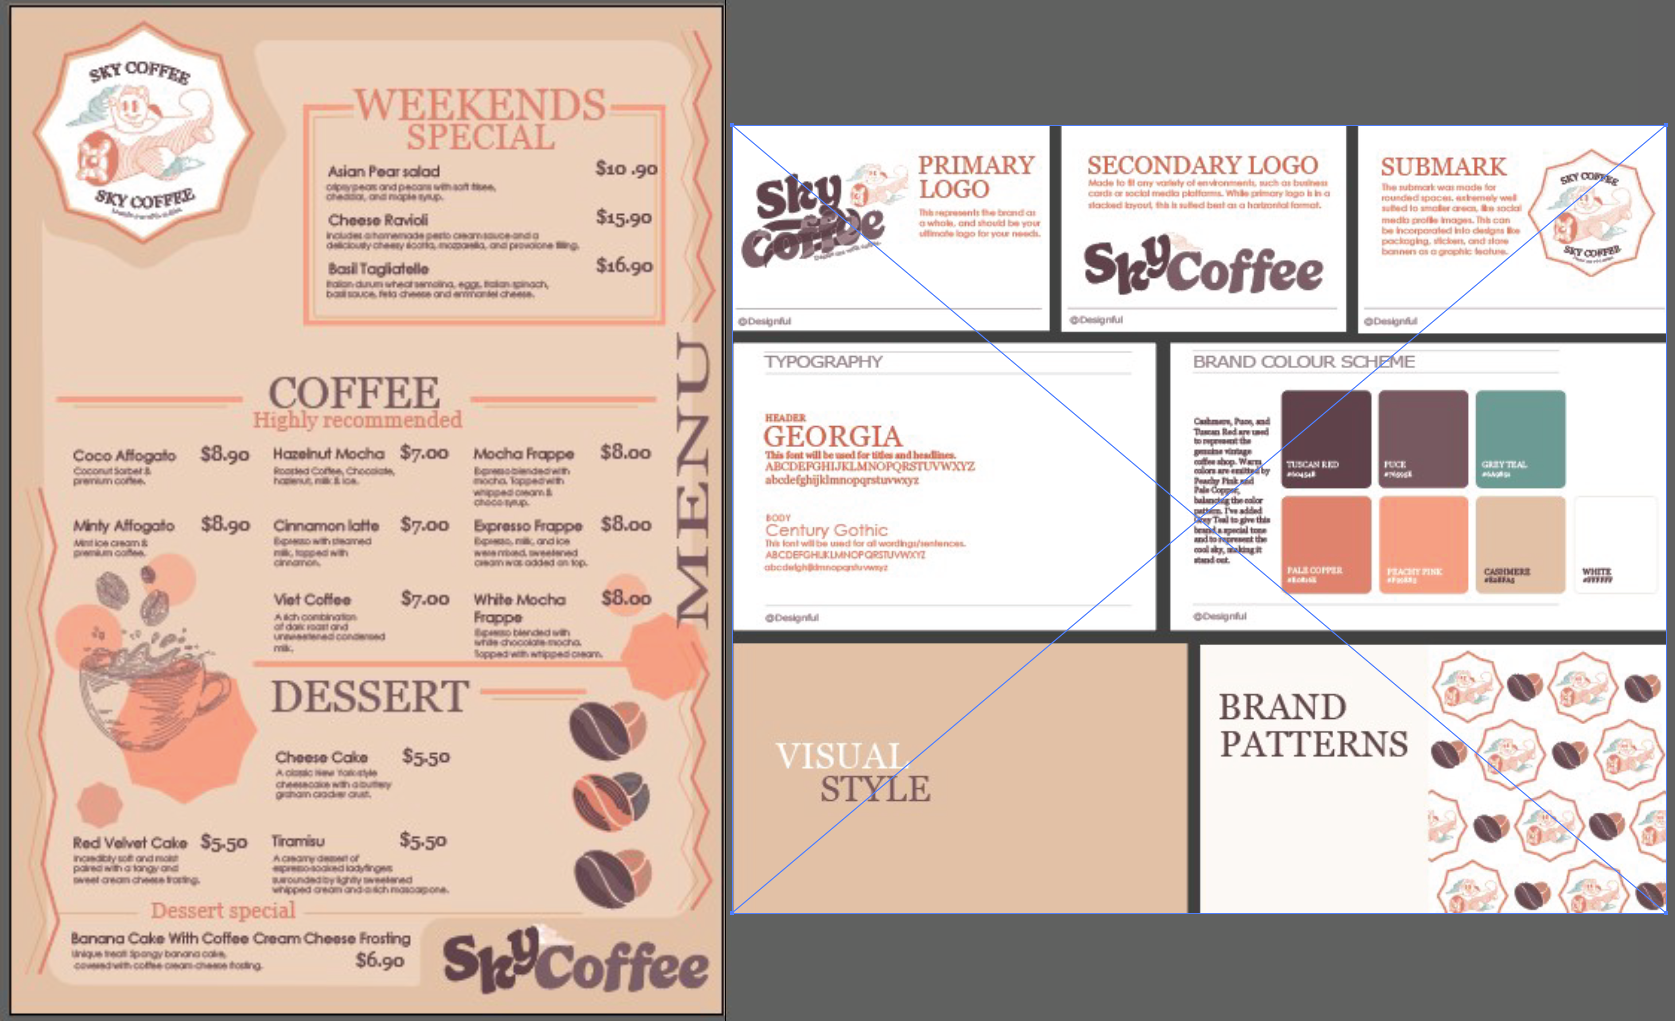 SKY COFFEE
SKY COFFEE
WEEKENDS
SPECIAL
Asian Pear salad $10 .90
crispy pears and pecans with soft frisee,
cheddar, and maple syrup.
Cheese Ravioli $15.90
Includes a homemade pesto cream sauce and a
deliciously cheesy ricotta, mozzarella, and provolone filling.
Basil Tagliatelle $16.90
Italian durum wheat semolina, eggs, Italian spinach,
basil sauce, feta cheese and emmantel cheese.
MENU
COFFEE
Highly recommended
Coco Affogato $8.90
Coconut Sorbet &
premium coffee.
Minty Affogato $8.90
Mint ice cream &
premium coffee.
Hazelnut Mocha $7.00
Roasted Coffee, Chocolate,
hazelnut, milk & ice.
Cinnamon latte $7.00
Espresso with steamed
milk, topped with
cinnamon.
Viet Coffee $7.00
A rich combination
of dark roast and
unsweetened condensed
milk.
Mocha Frappe $8.00
Espresso blended with
mocha. Topped with
whipped cream &
choco syrup.
Expresso Frappe $8.00
Espresso, milk, and ice
were mixed, sweetened
cream was added on top.
White Mocha $8.00
Frappe
Espresso blended with
white chocolate mocha.
Topped with whipped cream.
DESSERT
Cheese Cake $5.50
A classic New York-style
cheesecake with a buttery
graham cracker crust.
Red Velvet Cake $5.50
Incredibly soft and moist
paired with a tangy and
sweet cream cheese frosting.
Tiramisu $5.50
A creamy dessert of
espresso-soaked ladyfingers
surrounded by lightly sweetened
whipped cream and a rich mascarpone.
Dessert special
Banana Cake With Coffee Cream Cheese Frosting
Unique treat! Spongy banana cake,
covered with coffee cream cheese frosting.
$6.90
Sky Coffee
Sky
Coffee
PRIMARY
LOGO
This represents the brand as
a whole, and should be your
ultimate logo for your needs.
@Designful
SECONDARY LOGO
Made to fit any variety of environments, such as business
cards or social media platforms. While primary logo is in a
stacked layout, this is suited best as a horizontal format.
Sky Coffee
@Designful
SUBMARK
The submark was made for
rounded spaces. extremely well
suited to smaller areas, like social
media profile images. This can
be incorporated into designs like
packaging, stickers, and store
banners as a graphic feature.
SKY COFFEE
SKY COFFEE
@Designful
TYPOGRAPHY
HEADER
GEORGIA
This font will be used for titles and headlines.
ABCDEFGHIJKLMNOPQRSTUVWXYZ
abcdefghijklmnopqrstuvwxyz
BODY
Century Gothic
This font will be used for all wordings/sentences.
ABCDEFGHIJKLMNOPQRSTUVWXYZ
abcdefghijklmnopqrstuvwxyz
@Designful
BRAND COLOUR SCHEME
Cashmere, Puce, and
Tuscan Red are used
to represent the
genuine vintage
coffee shop. Warm
colors are emitted by
Peachy Pink and
Pale Copper,
balancing the color
pattern. I've added
Grey Teal to give this
brand a special tone
and to represent the
cool sky, making it
stand out.
TUSCAN RED
PUCE
GREY TEAL
PALE COPPER
PEACHY PINK
CASHMERE
WHITE
#FFFFFF
@Designful
VISUAL
STYLE
BRAND
PATTERNS